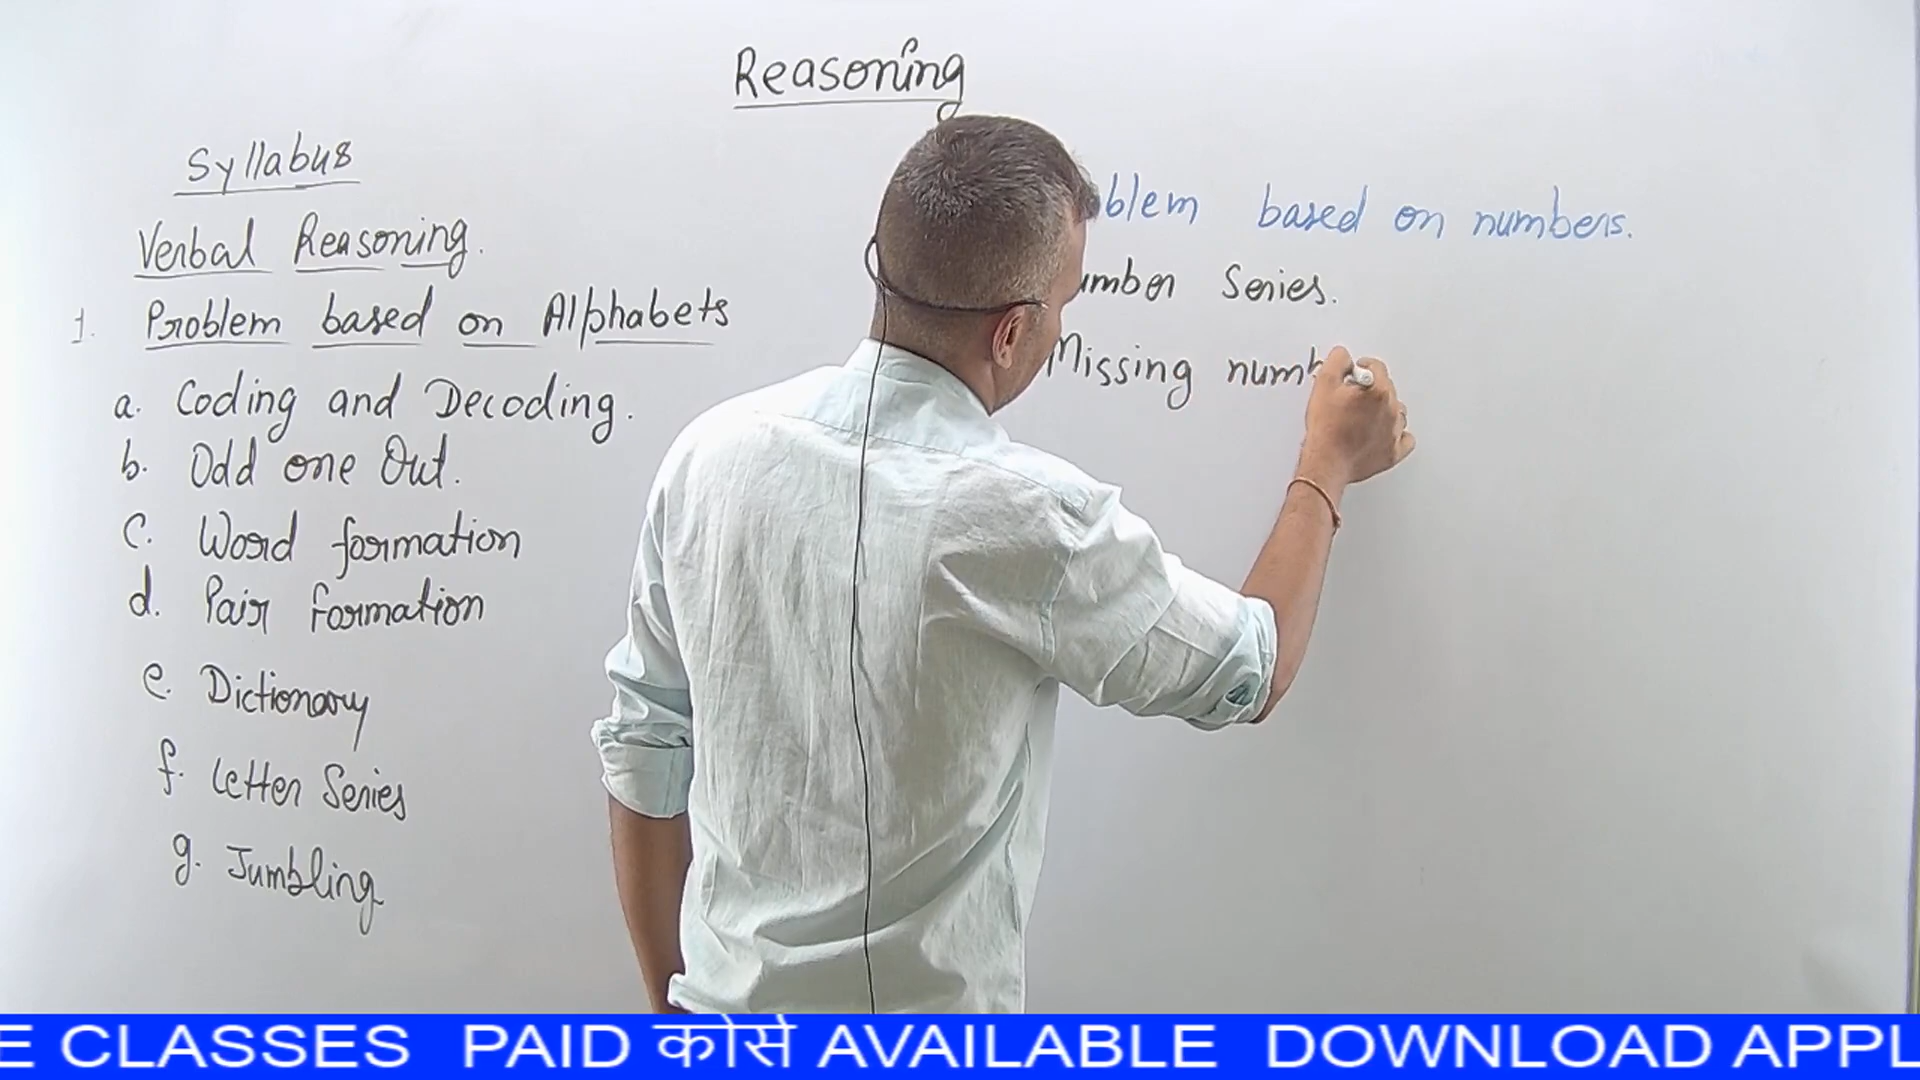 Reasoning
Syllabus
Verbal Reasoning.
1. Problem based on Alphabets
a. Coding and Decoding.
b. Odd one Out.
C. Word formation
d. Pair formation
e. Dictionary
f. Letter Series
g. Jumbling
blem based on numbers.
umber Series.
Missing numb
E CLASSES PAID कोर्स AVAILABLE DOWNLOAD APPL